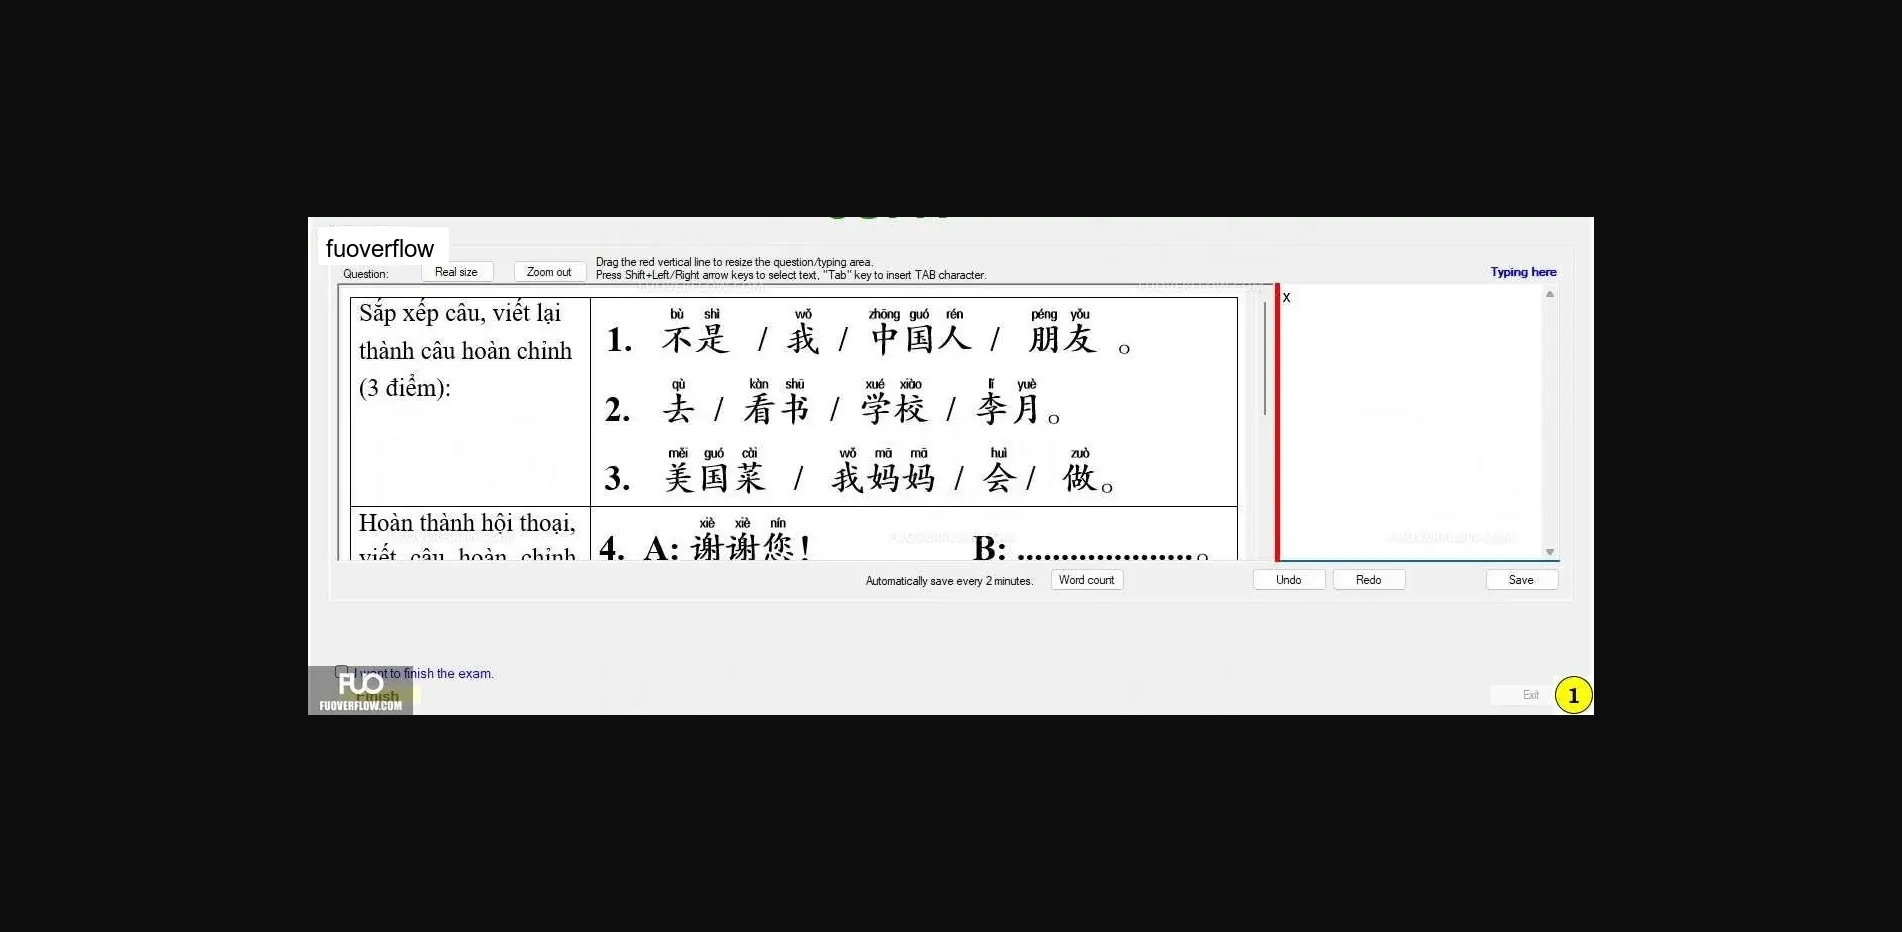 fuoverflow
Question:
Real size
Zoom out
Drag the red vertical line to resize the question/typing area.
Press Shift+Left/Right arrow keys to select text, "Tab" key to insert TAB character.
Typing here
Sắp xếp câu, viết lại
thành câu hoàn chỉnh
(3 điểm):
bù shì wǒ zhōng guó rén péng yǒu
1. 不是 / 我 / 中国人 / 朋友 。
qù kàn shū xué xiào lǐ yuè
2. 去 / 看书 / 学校 / 李月。
měi guó cài wǒ mā mā huì zuò
3. 美国菜 / 我妈妈 / 会 / 做。
Hoàn thành hội thoại,
viết câu hoàn chỉnh
xiè xiè nín
4. A: 谢谢您! B: ....................。
x
Automatically save every 2 minutes.
Word count
Undo
Redo
Save
I want to finish the exam.
Finish
FUO
FUOVERFLOW.COM
Exit
1